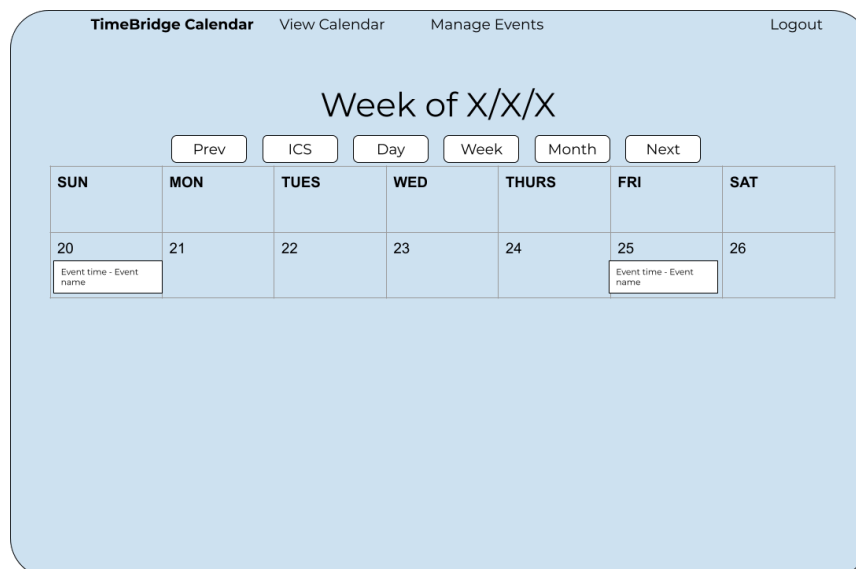 TimeBridge Calendar View Calendar Manage Events Logout
Week of X/X/X
Prev ICS Day Week Month Next
SUN MON TUES WED THURS FRI SAT
20 21 22 23 24 25 26
Event time - Event Event time - Event
name name